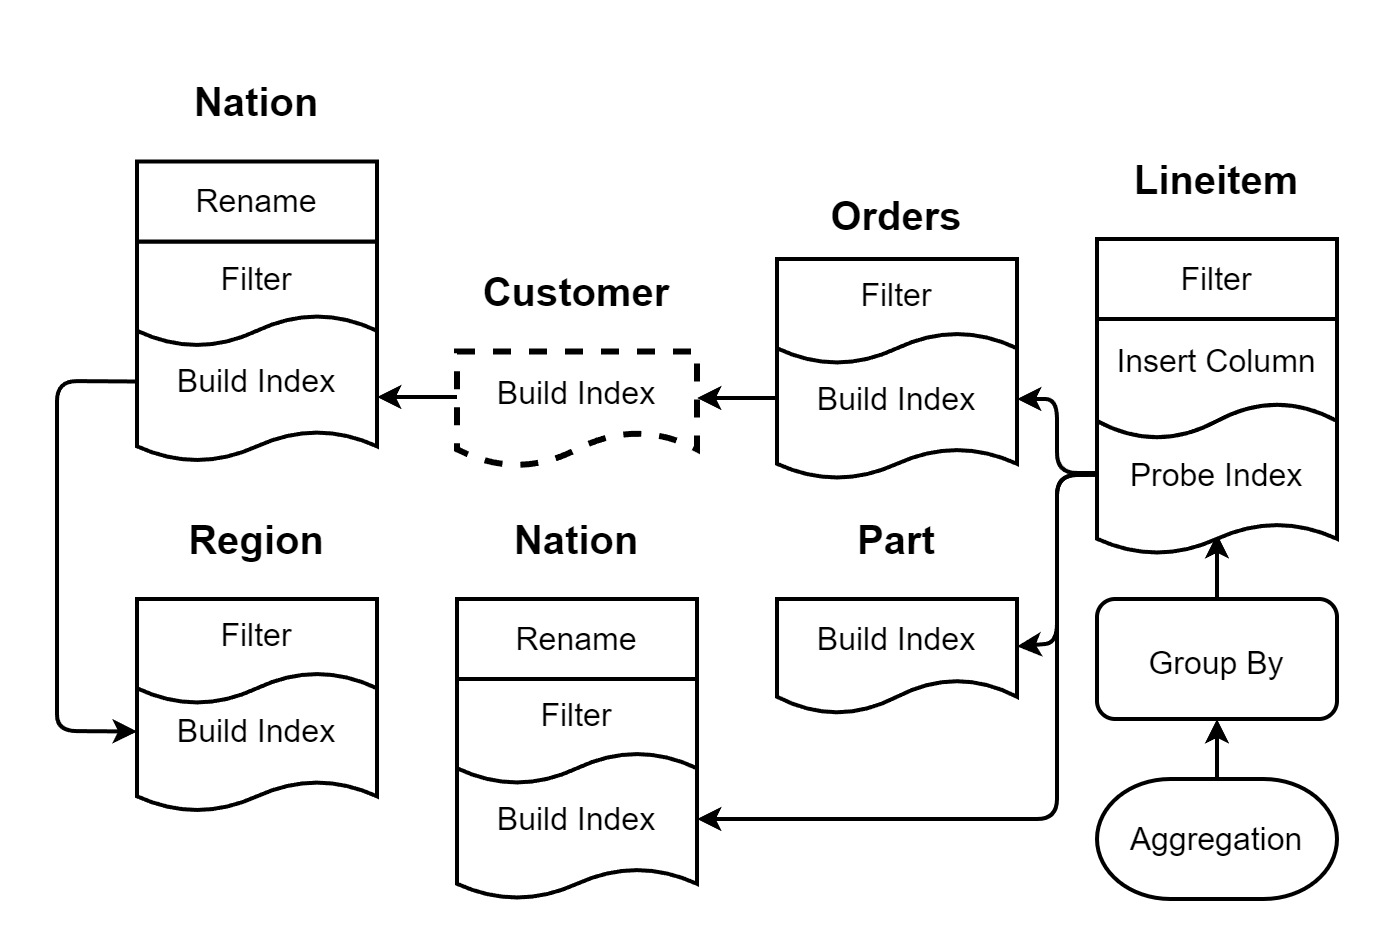 Nation
Rename
Filter
Build Index
Customer
Build Index
Orders
Filter
Build Index
Lineitem
Filter
Insert Column
Probe Index
Region
Filter
Build Index
Nation
Rename
Filter
Build Index
Part
Build Index
Group By
Aggregation